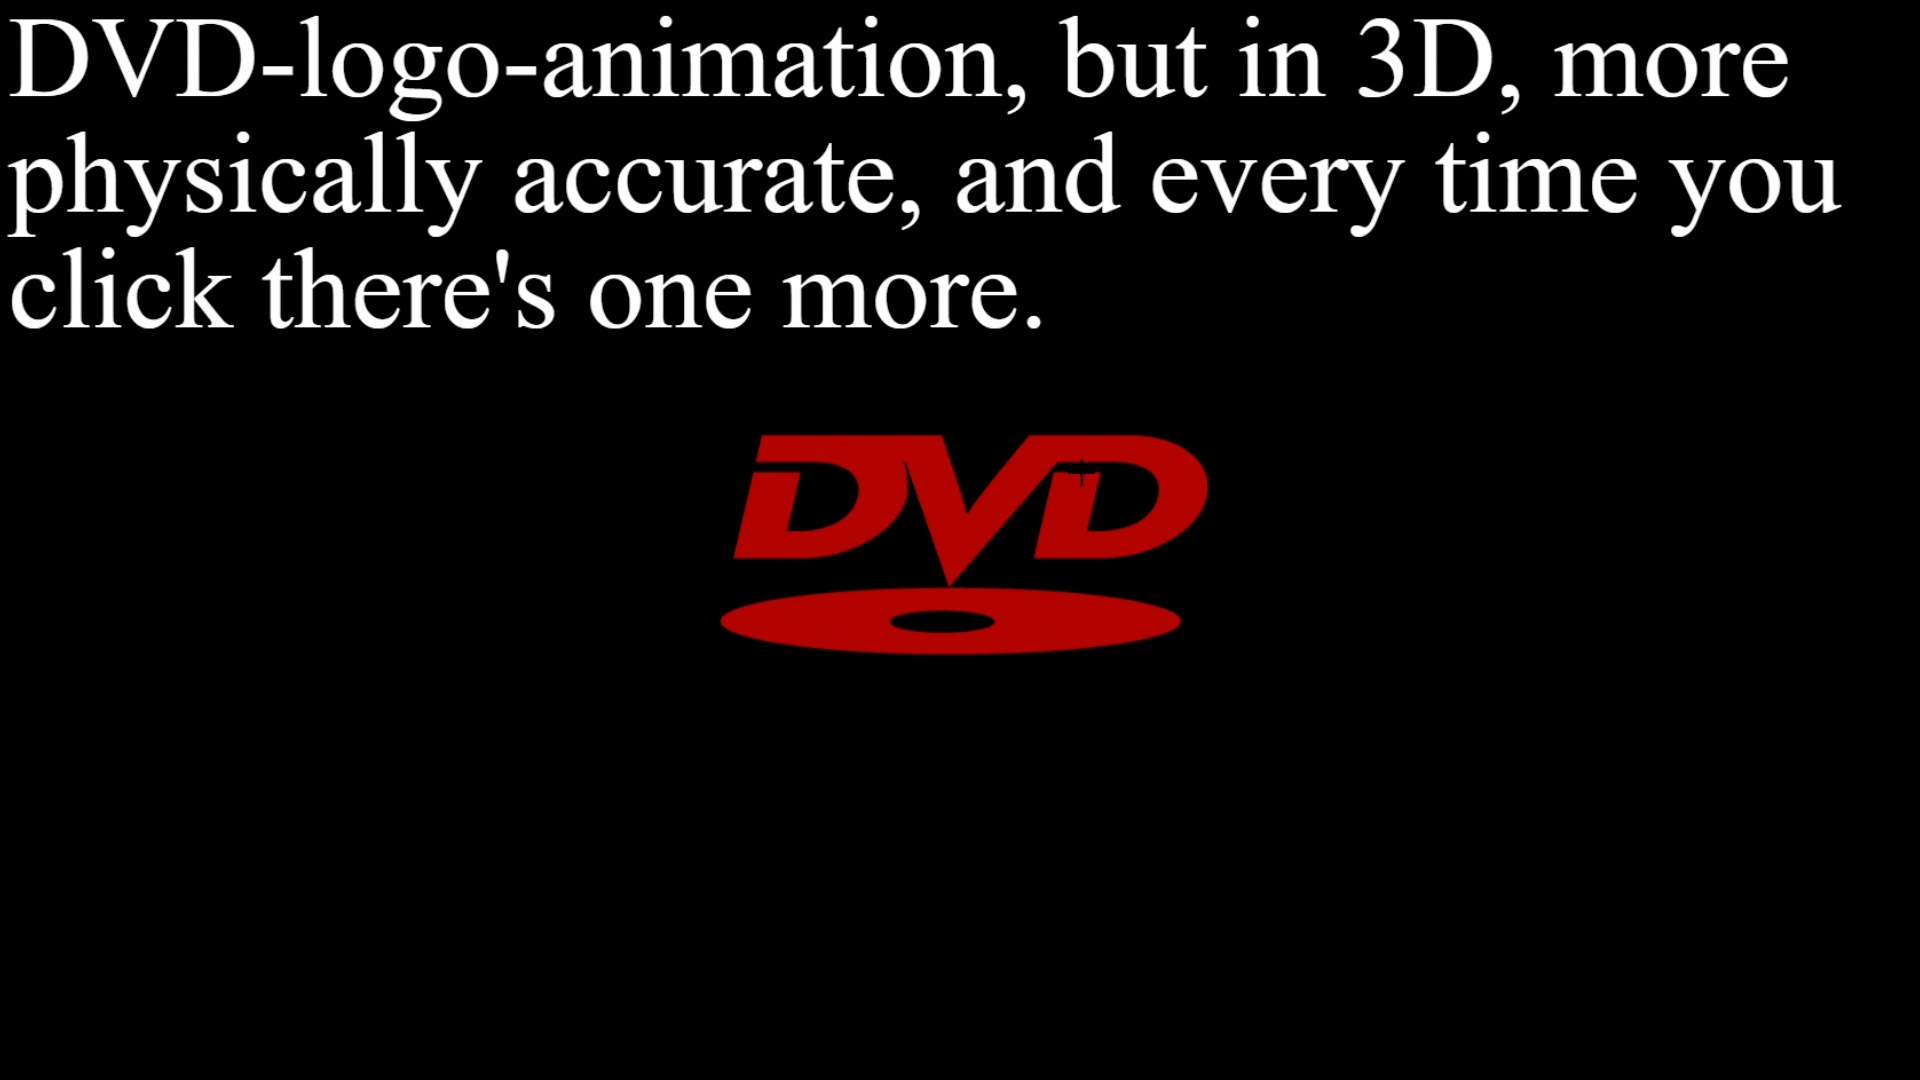 DVD-logo-animation, but in 3D, more
physically accurate, and every time you
click there's one more.
DVD